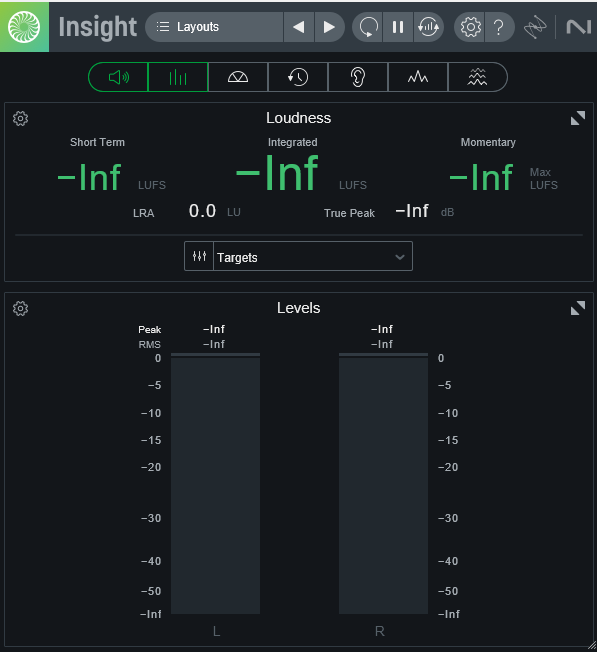 Insight Layouts ?
Loudness
Short Term Integrated Momentary
-Inf LUFS -Inf LUFS -Inf Max LUFS
LRA 0.0 LU True Peak -Inf dB
Targets
Levels
Peak -Inf -Inf
RMS -Inf -Inf
0 0
-5 -5
-10 -10
-15 -15
-20 -20
-30 -30
-40 -40
-50 -50
-Inf -Inf
L R